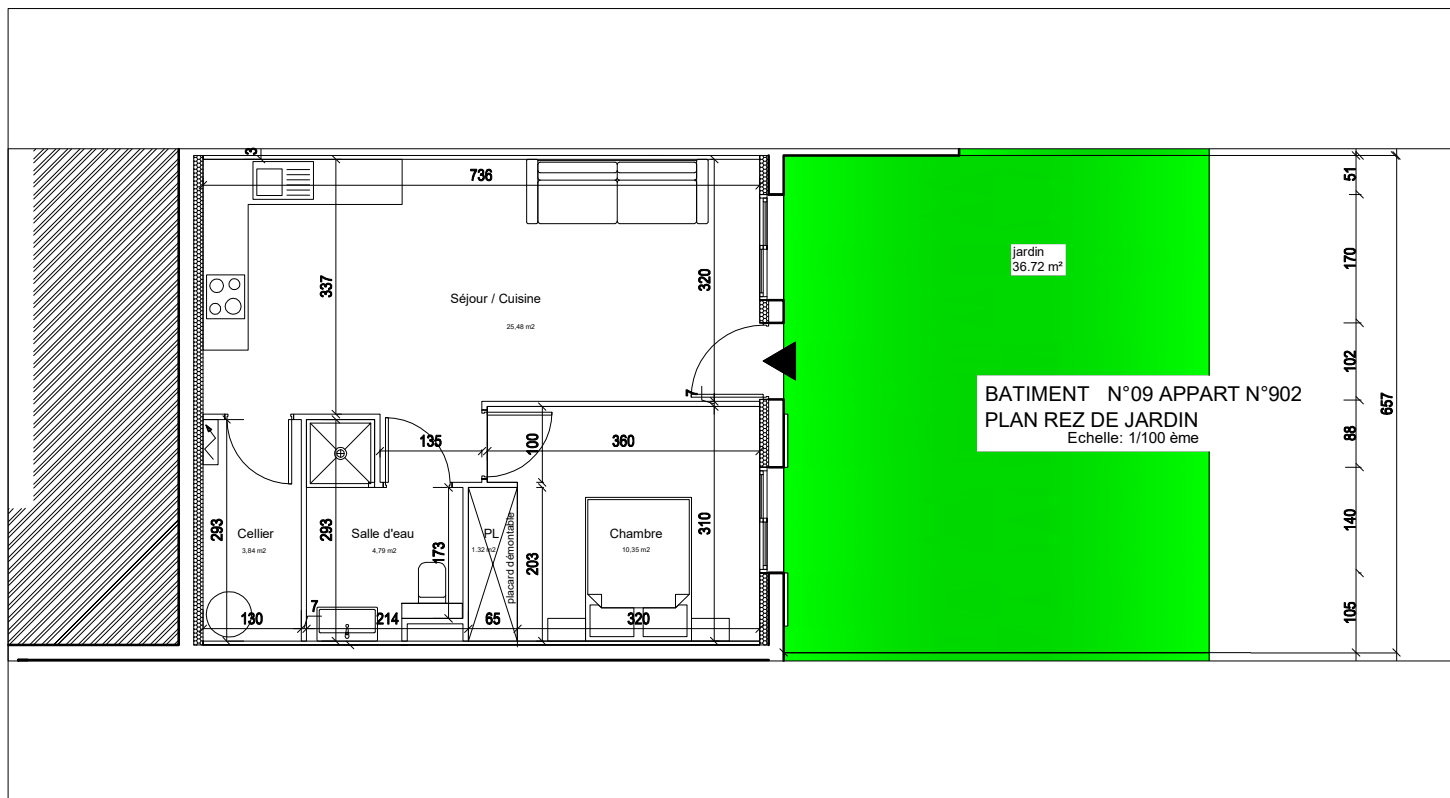 3
736
51
337
320
170
jardin
36.72 m²
Séjour / Cuisine
25,48 m2
102
657
7
BATIMENT N°09 APPART N°902
PLAN REZ DE JARDIN
Echelle: 1/100 ème
135
100
360
88
293
Cellier
3,84 m2
293
Salle d'eau
4,79 m2
173
PL
1.32 m2
placard démontable
203
Chambre
10,35 m2
310
140
130
7
214
65
320
105